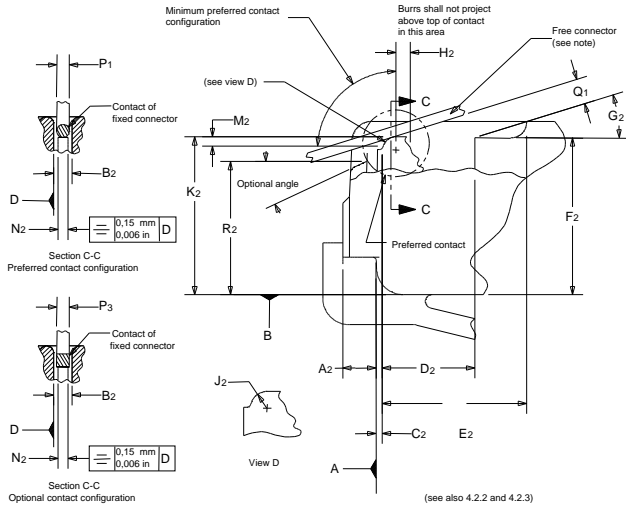 Minimum preferred contact
configuration
Burrs shall not project
above top of contact
in this area
Free connector
(see note)
P1
H2
Q1
(see view D)
C
G2
Contact of
fixed connector
M2
B2
Optional angle
K2
D
R2
C
F2
N2
0,15 mm
0,006 in
D
Preferred contact
Section C-C
Preferred contact configuration
P3
B
Contact of
fixed connector
A2
D2
J2
B2
D
C2
E2
N2
0,15 mm
0,006 in
D
View D
A
Section C-C
Optional contact configuration
(see also 4.2.2 and 4.2.3)